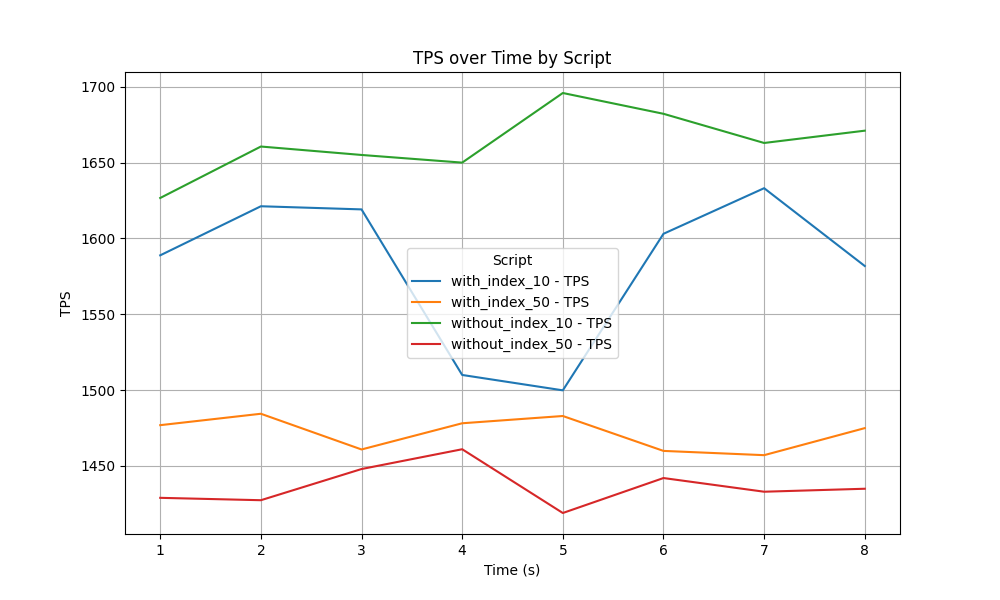 TPS over Time by Script
1700
1650
1600
1550
1500
1450
TPS
Script
with_index_10 - TPS
with_index_50 - TPS
without_index_10 - TPS
without_index_50 - TPS
1 2 3 4 5 6 7 8
Time (s)